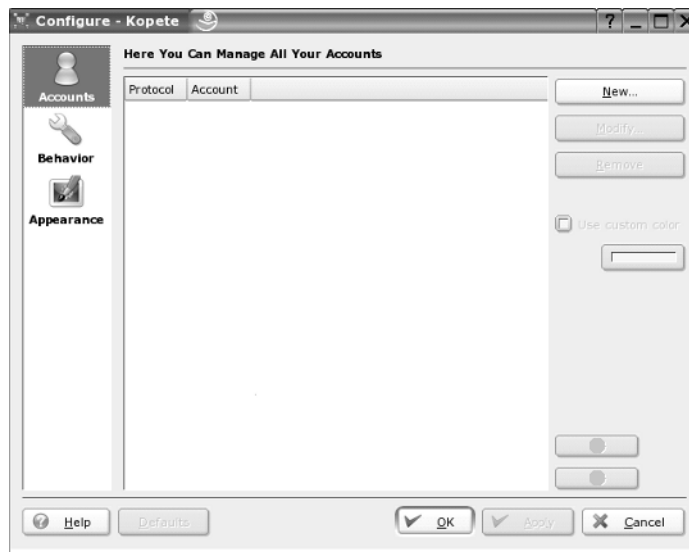 Configure - Kopete
Accounts
Behavior
Appearance
Here You Can Manage All Your Accounts
Protocol Account
New...
Modify...
Remove
Use custom color
Help
Defaults
OK
Apply
Cancel